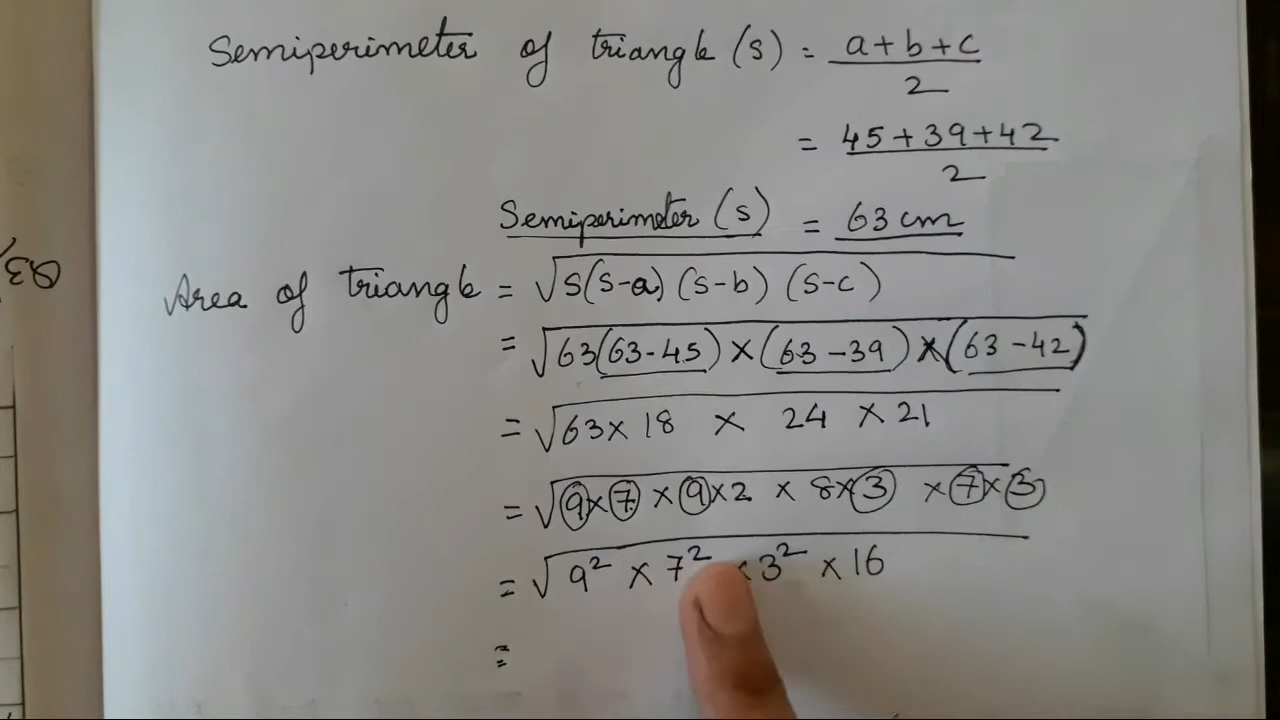 Semiperimeter of triangle (s) = a+b+c / 2
= 45+39+42 / 2
Semiperimeter (s) = 63 cm
Area of triangle = √s(s-a) (s-b) (s-c)
= √63(63-45) × (63-39) × (63-42)
= √63 × 18 × 24 × 21
= √9×7 × 9×2 × 8×3 × 7×3
= √9² × 7² × 3² × 16
=
Q.3,